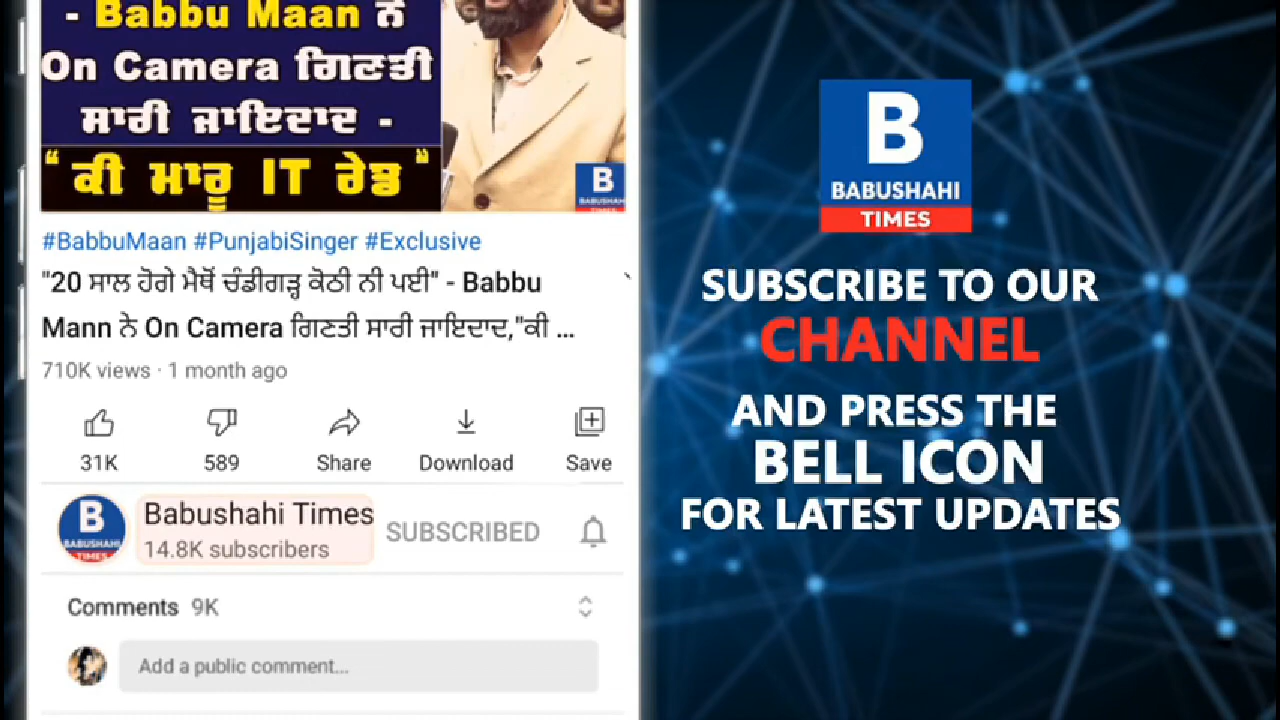 - Babbu Maan ਨੇ
On Camera ਗਿਣਤੀ
ਸਾਰੀ ਜਾਇਦਾਦ -
“ ਕੀ ਮਾਰੂ IT ਰੇਡ ”
B
BABUSHAHI
#BabbuMaan #PunjabiSinger #Exclusive
"20 ਸਾਲ ਹੋਗੇ ਮੈਥੋਂ ਚੰਡੀਗੜ੍ਹ ਕੋਠੀ ਨੀ ਪਈ" - Babbu
Mann ਨੇ On Camera ਗਿਣਤੀ ਸਾਰੀ ਜਾਇਦਾਦ,"ਕੀ ...
710K views · 1 month ago
31K 589 Share Download Save
B
BABUSHAHI
TIMES
Babushahi Times
14.8K subscribers
SUBSCRIBED
Comments 9K
Add a public comment...
B
BABUSHAHI
TIMES
SUBSCRIBE TO OUR
CHANNEL
AND PRESS THE
BELL ICON
FOR LATEST UPDATES